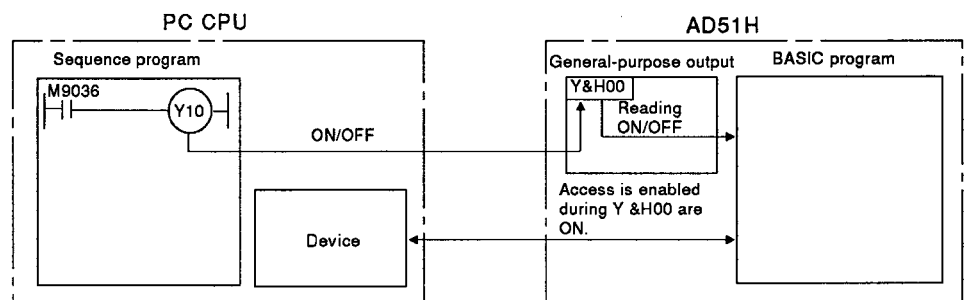 PC CPU
AD51H
Sequence program
General-purpose output
BASIC program
M9036
Y10
Y&H00
Reading
ON/OFF
ON/OFF
Access is enabled
during Y &H00 are
ON.
Device